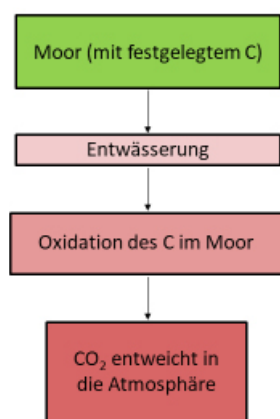 Moor (mit festgelegtem C)
Entwässerung
Oxidation des C im Moor
CO₂ entweicht in
die Atmosphäre